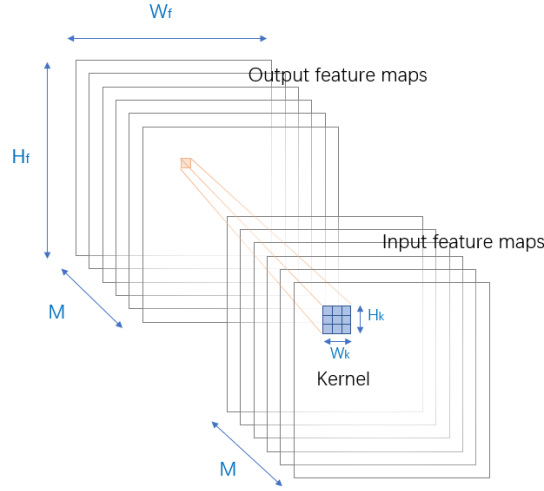 Wf
Output feature maps
Hf
Input feature maps
M
Hk
Wk
Kernel
M